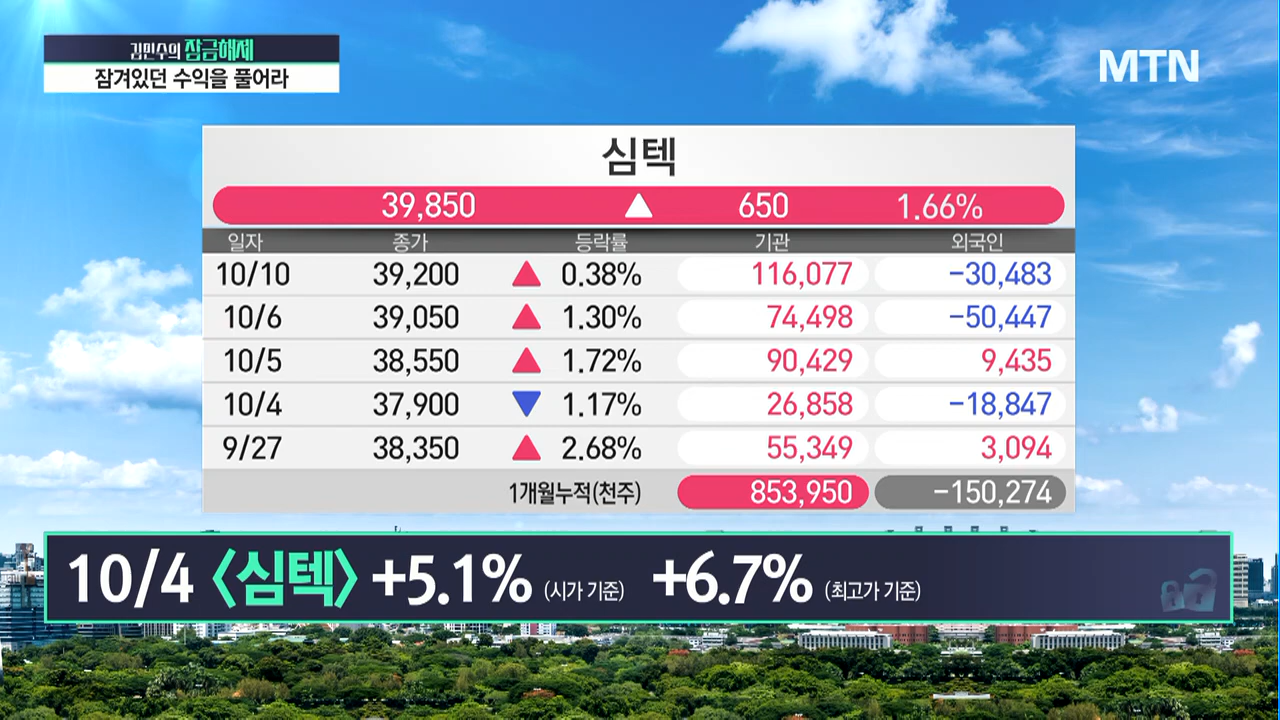 김민수의 잠금해제
잠겨있던 수익을 풀어라
MTN
심텍
39,850 ▲ 650 1.66%
일자 종가 등락률 기관 외국인
10/10 39,200 ▲ 0.38% 116,077 -30,483
10/6 39,050 ▲ 1.30% 74,498 -50,447
10/5 38,550 ▲ 1.72% 90,429 9,435
10/4 37,900 ▼ 1.17% 26,858 -18,847
9/27 38,350 ▲ 2.68% 55,349 3,094
1개월누적(천주) 853,950 -150,274
10/4 〈심텍〉 +5.1% (시가 기준) +6.7% (최고가 기준)